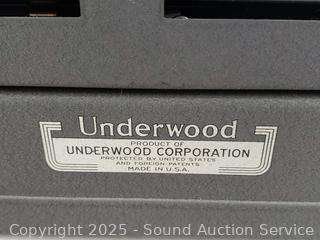 Underwood
PRODUCT OF
UNDERWOOD CORPORATION
PROTECTED BY UNITED STATES
AND FOREIGN PATENTS
MADE IN U.S.A.
Copyright © 2025 - Sound Auction Service